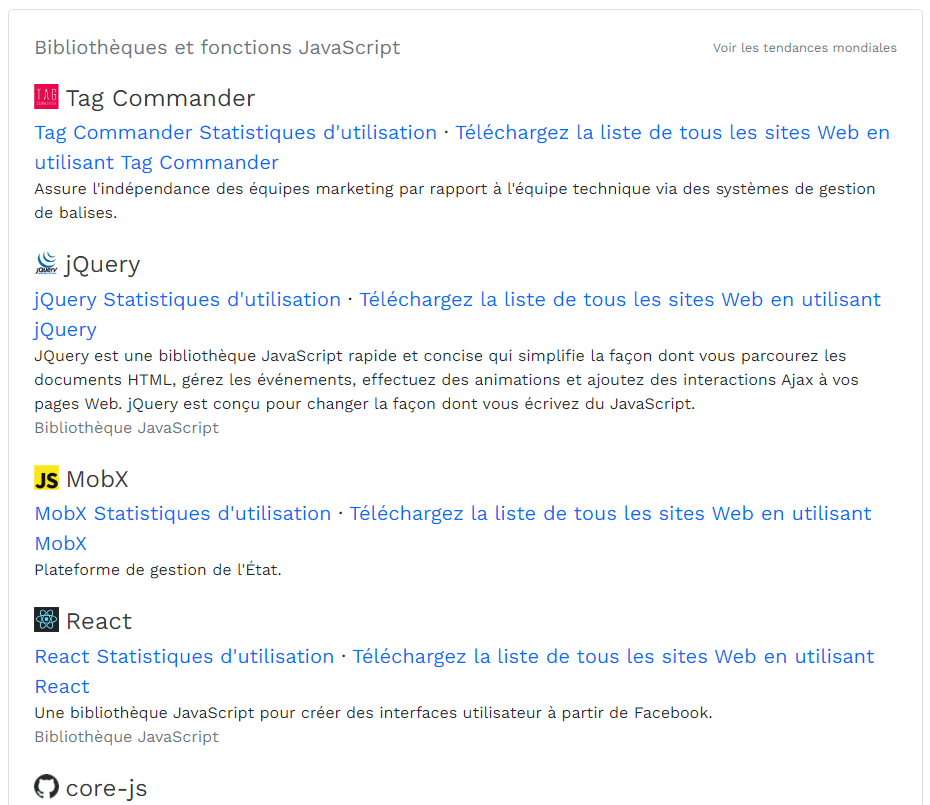 Bibliothèques et fonctions JavaScript
Voir les tendances mondiales
TAG
Tag Commander
Tag Commander Statistiques d'utilisation · Téléchargez la liste de tous les sites Web en
utilisant Tag Commander
Assure l'indépendance des équipes marketing par rapport à l'équipe technique via des systèmes de gestion
de balises.
jQuery
jQuery
jQuery Statistiques d'utilisation · Téléchargez la liste de tous les sites Web en utilisant
jQuery
JQuery est une bibliothèque JavaScript rapide et concise qui simplifie la façon dont vous parcourez les
documents HTML, gérez les événements, effectuez des animations et ajoutez des interactions Ajax à vos
pages Web. jQuery est conçu pour changer la façon dont vous écrivez du JavaScript.
Bibliothèque JavaScript
JS
MobX
MobX Statistiques d'utilisation · Téléchargez la liste de tous les sites Web en utilisant
MobX
Plateforme de gestion de l'État.
React
React Statistiques d'utilisation · Téléchargez la liste de tous les sites Web en utilisant
React
Une bibliothèque JavaScript pour créer des interfaces utilisateur à partir de Facebook.
Bibliothèque JavaScript
core-js